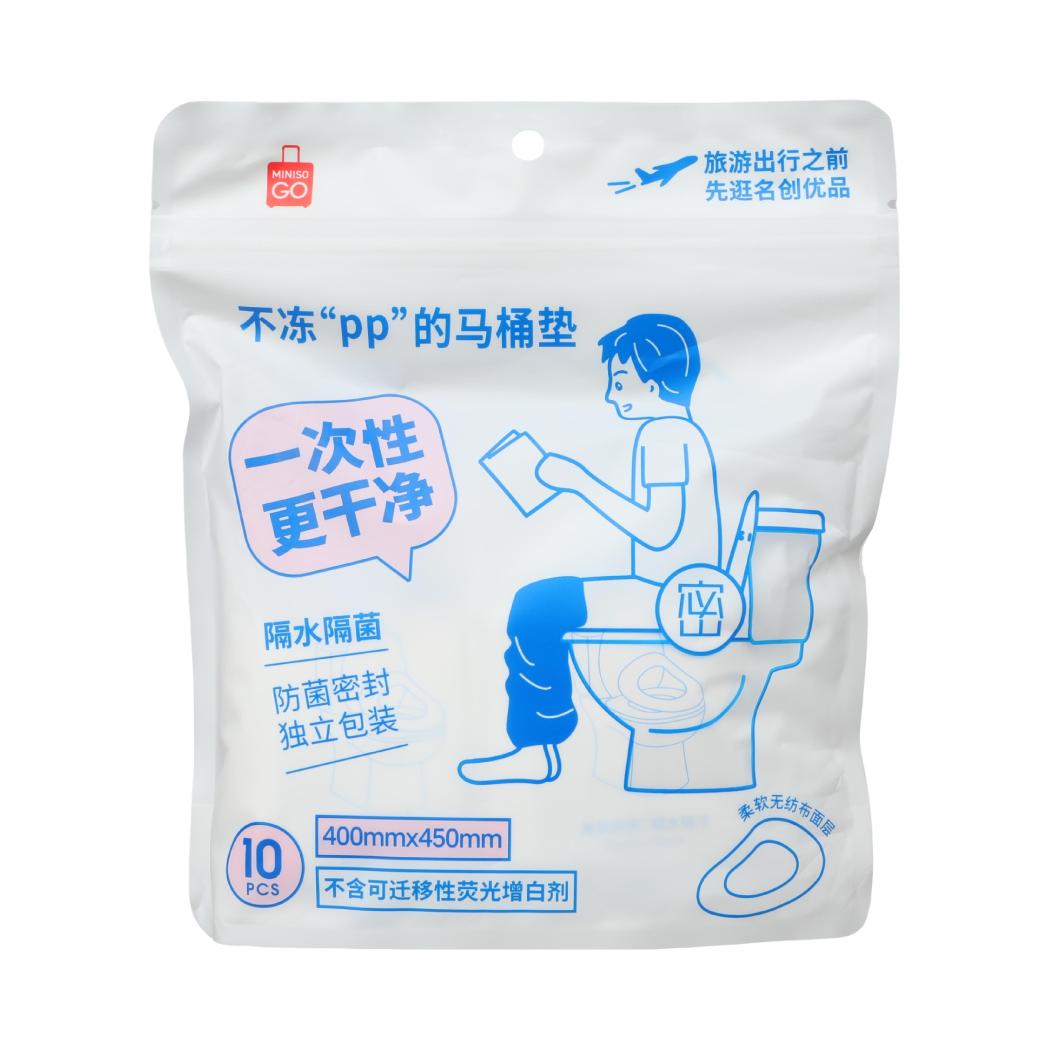 MINISO
GO
旅游出行之前
先逛名创优品
不冻“pp”的马桶垫
一次性
更干净
隔水隔菌
防菌密封
独立包装
400mmx450mm
10
PCS
不含可迁移性荧光增白剂
柔软无纺布面层